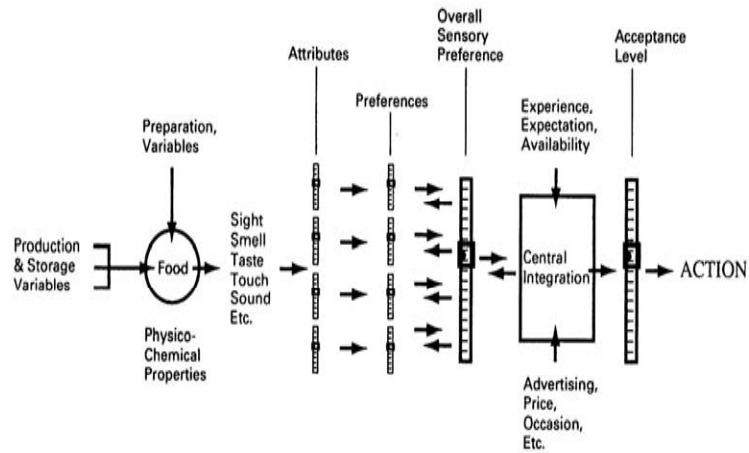 Overall
Sensory
Preference
Acceptance
Level
Attributes
Preferences
Experience,
Expectation,
Availability
Preparation,
Variables
Production
& Storage
Variables
Food
Sight
Smell
Taste
Touch
Sound
Etc.
Central
Integration
ACTION
Physico-
Chemical
Properties
Advertising,
Price,
Occasion,
Etc.